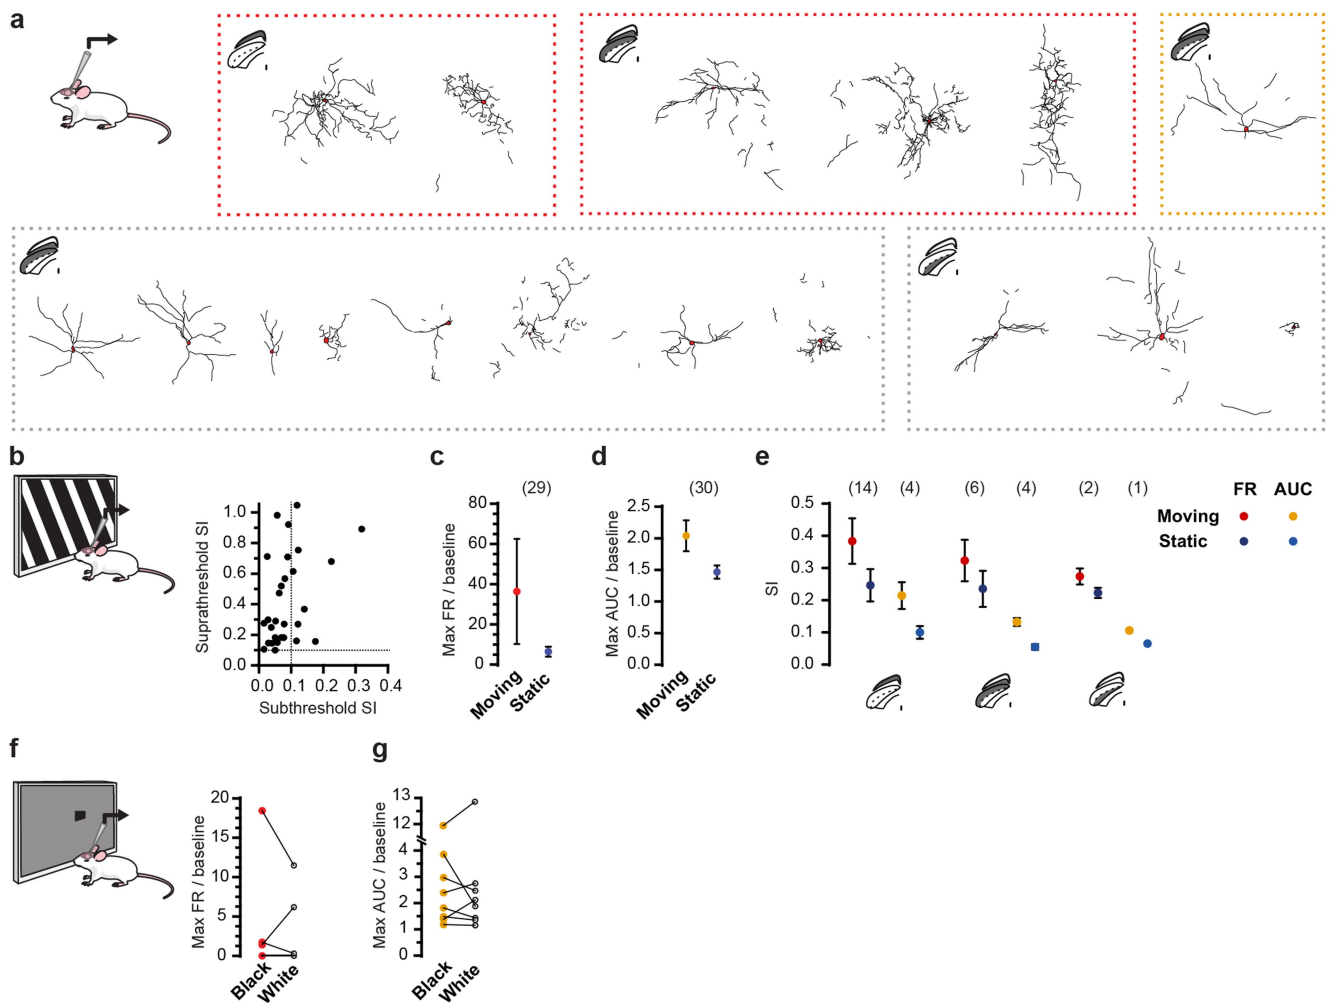 a
b
Suprathreshold SI
1.0
0.8
0.6
0.4
0.2
0.0
0.0 0.1 0.2 0.3 0.4
Subthreshold SI
c
(29)
Max FR / baseline
80
60
40
20
0
Moving
Static
d
(30)
Max AUC / baseline
2.5
2.0
1.5
1.0
0.5
0.0
Moving
Static
e
(14) (4) (6) (4) (2) (1)
SI
0.5
0.4
0.3
0.2
0.1
0.0
FR AUC
Moving
Static
f
Max FR / baseline
20
15
10
5
0
Black
White
g
Max AUC / baseline
13
12
4
3
2
1
0
Black
White